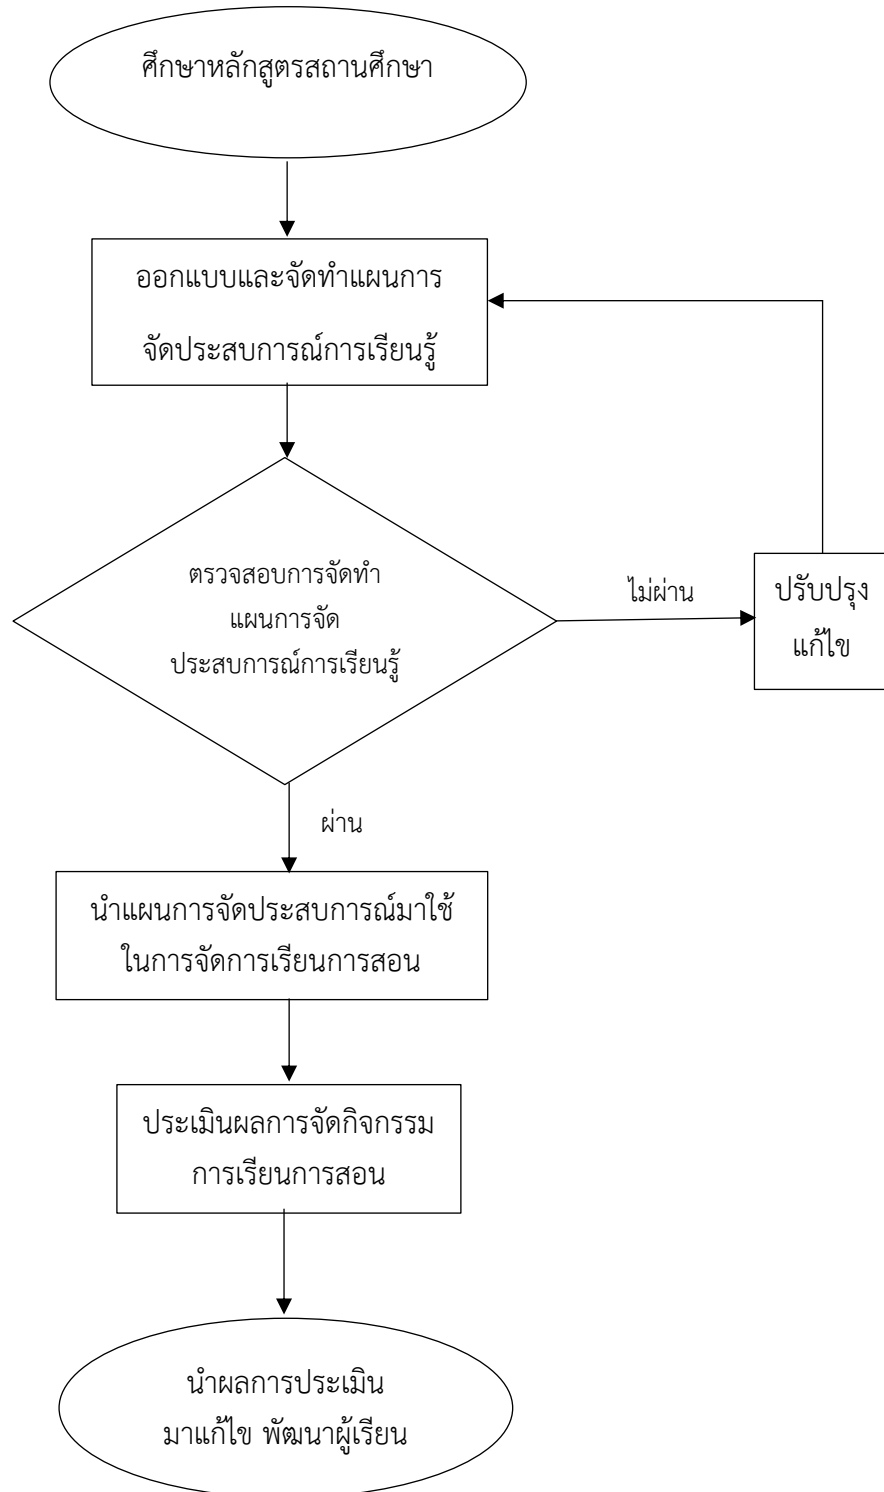 ศึกษาหลักสูตรสถานศึกษา
ออกแบบและจัดทำแผนการ
จัดประสบการณ์การเรียนรู้
ตรวจสอบการจัดทำ
แผนการจัด
ประสบการณ์การเรียนรู้
ไม่ผ่าน
ปรับปรุง
แก้ไข
ผ่าน
นำแผนการจัดประสบการณ์มาใช้
ในการจัดการเรียนการสอน
ประเมินผลการจัดกิจกรรม
การเรียนการสอน
นำผลการประเมิน
มาแก้ไข พัฒนาผู้เรียน